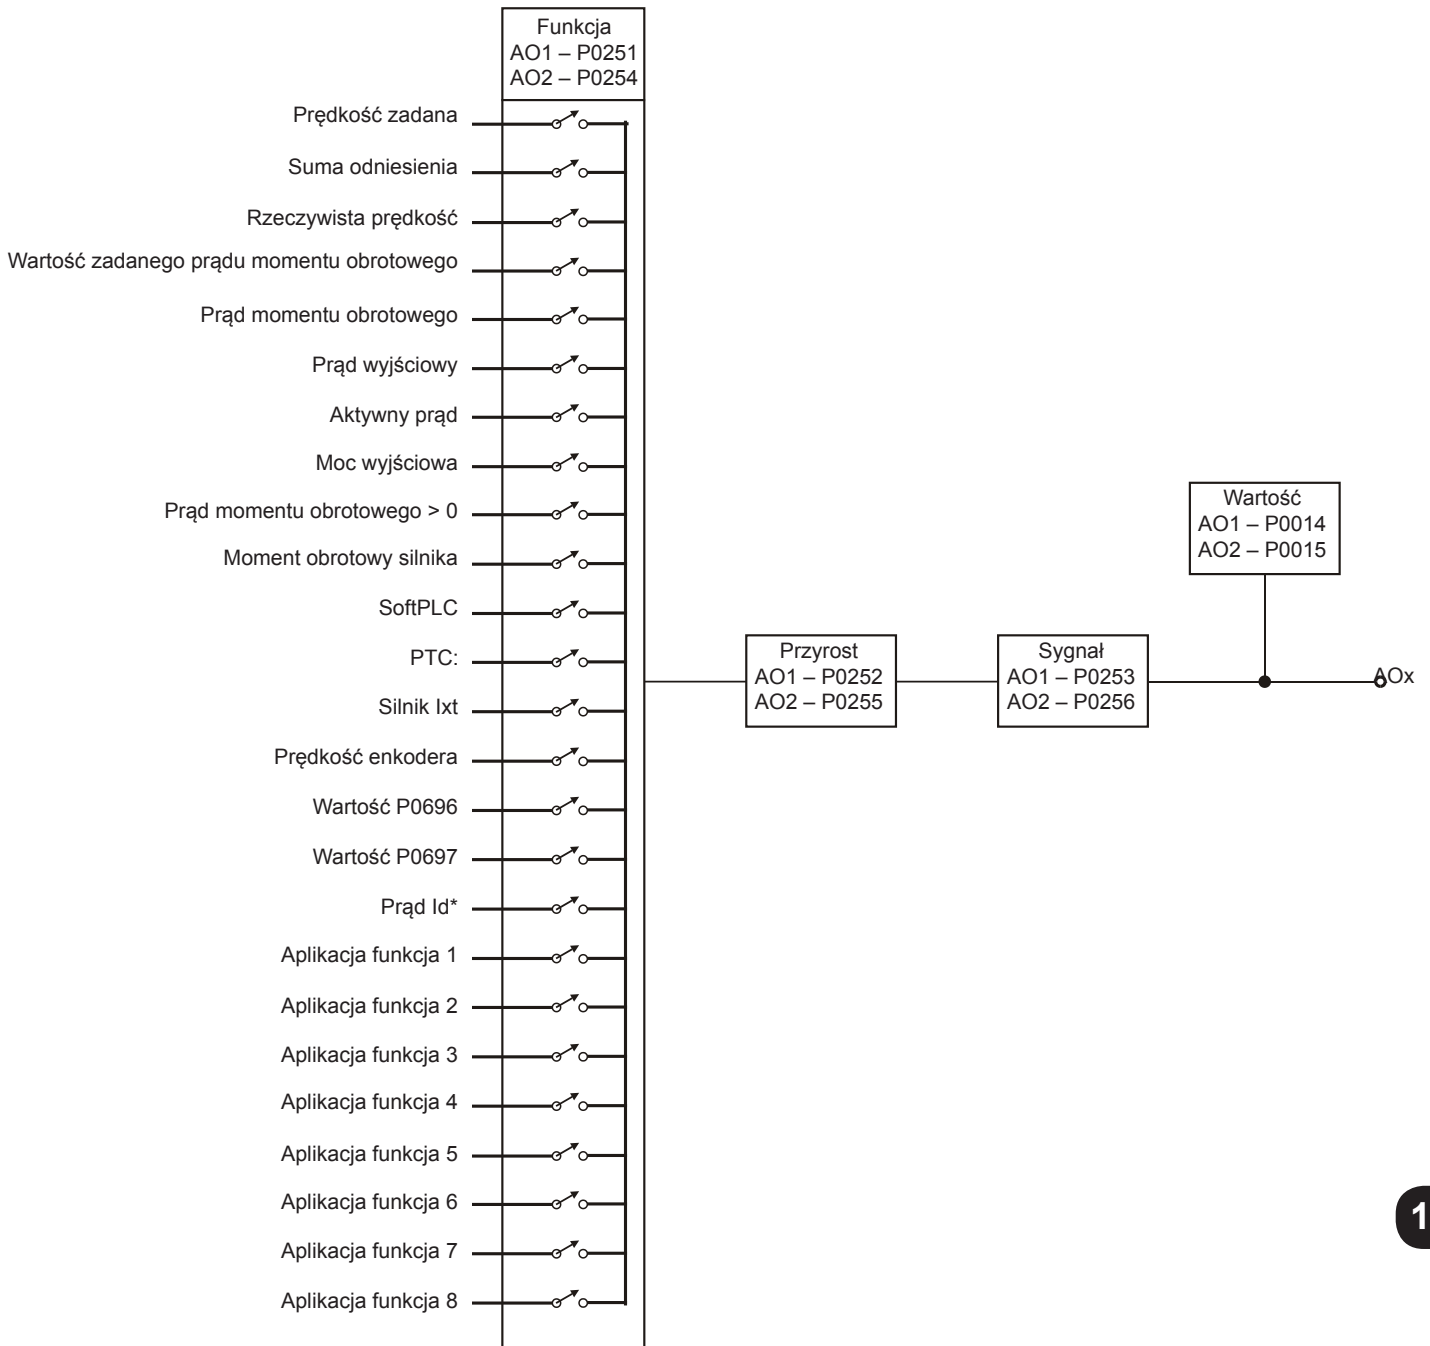 Funkcja
AO1 – P0251
AO2 – P0254
Prędkość zadana
Suma odniesienia
Rzeczywista prędkość
Wartość zadanego prądu momentu obrotowego
Prąd momentu obrotowego
Prąd wyjściowy
Aktywny prąd
Moc wyjściowa
Prąd momentu obrotowego > 0
Moment obrotowy silnika
SoftPLC
PTC:
Silnik Ixt
Prędkość enkodera
Wartość P0696
Wartość P0697
Prąd Id*
Aplikacja funkcja 1
Aplikacja funkcja 2
Aplikacja funkcja 3
Aplikacja funkcja 4
Aplikacja funkcja 5
Aplikacja funkcja 6
Aplikacja funkcja 7
Aplikacja funkcja 8
Przyrost
AO1 – P0252
AO2 – P0255
Sygnał
AO1 – P0253
AO2 – P0256
Wartość
AO1 – P0014
AO2 – P0015
AOx
1